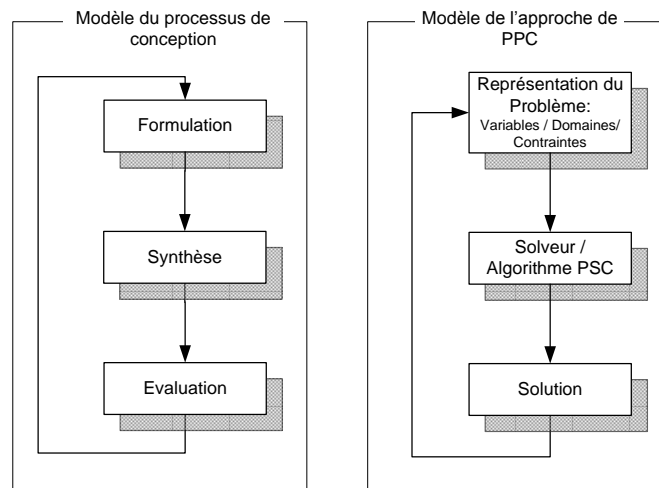 Modèle du processus de
conception
Formulation
Synthèse
Evaluation
Modèle de l'approche de
PPC
Représentation du
Problème:
Variables / Domaines/
Contraintes
Solveur /
Algorithme PSC
Solution